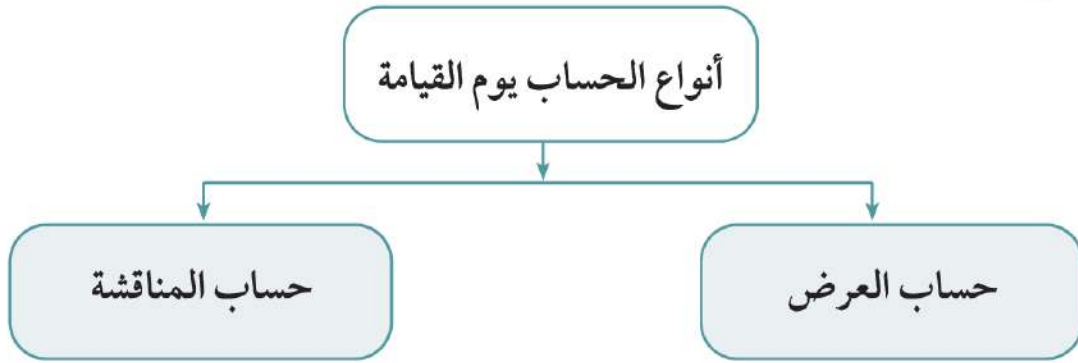 أنواع الحساب يوم القيامة
حساب العرض
حساب المناقشة